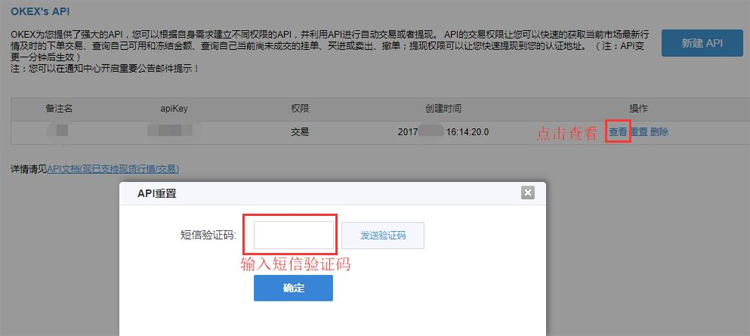 OKEX's API
OKEX为您提供了强大的API，您可以根据自身需求建立不同权限的API，并利用API进行自动交易或者提现。 API的交易权限让您可以快速的获取当前市场最新行
情及时的下单交易、查询自己可用和冻结金额、查询自己当前尚未成交的挂单、买进或卖出、撤单；提现权限可以让您快速提现到您的认证地址。（注：API变
更一分钟后生效）
注：您可以在通知中心开启重要公告邮件提示！
新建 API
备注名 apiKey 权限 创建时间 操作
交易 2017 16:14:20.0 点击查看 查看 重置 删除
详情请见API文档(现已支持现货行情/交易)
API重置
短信验证码: 发送验证码
输入短信验证码
确定